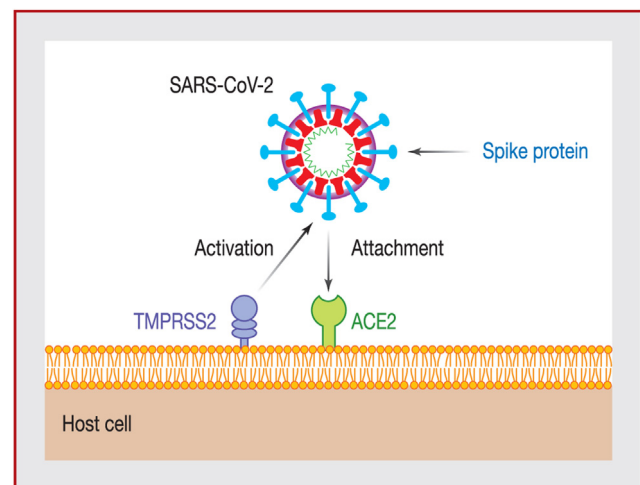 SARS-CoV-2
Spike protein
Activation
Attachment
TMPRSS2
ACE2
Host cell